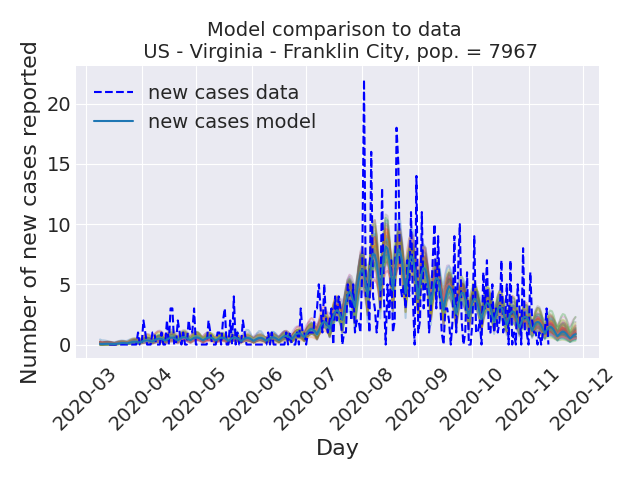 Model comparison to data
US - Virginia - Franklin City, pop. = 7967
Number of new cases reported
new cases data
new cases model
20
15
10
5
0
2020-03
2020-04
2020-05
2020-06
2020-07
2020-08
2020-09
2020-10
2020-11
2020-12
Day